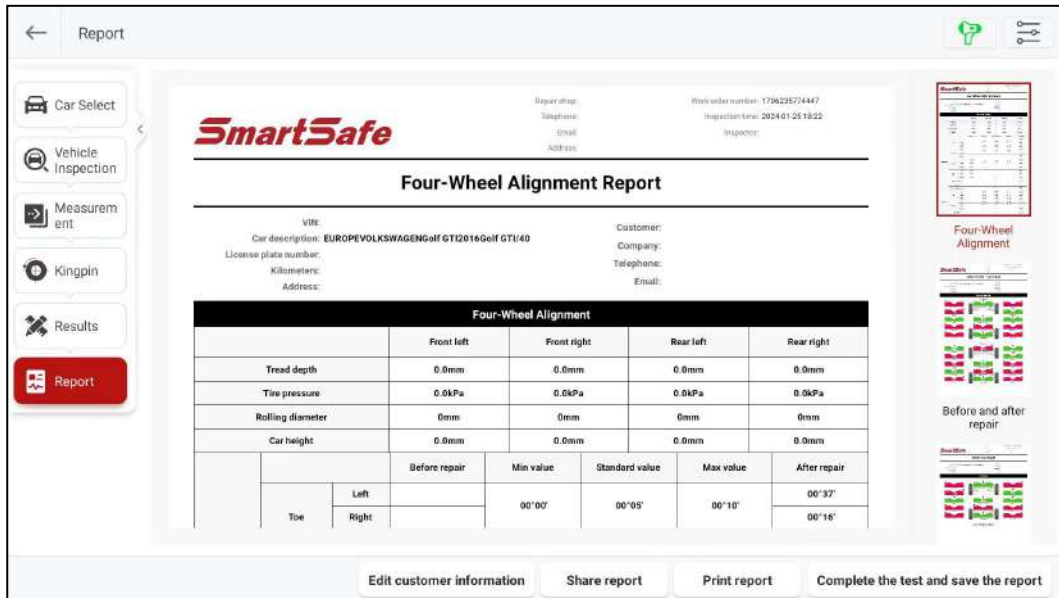 Report
Car Select
Vehicle
Inspection
Measurem
ent
Kingpin
Results
Report
SmartSafe
Repair shop:
Telephone:
Email:
Address:
Work order number: 1706235774447
Inspection time: 2024-01-25 18:22
Inspector:
Four-Wheel Alignment Report
VIN:
Car description: EUROPEVOLKSWAGENGolf GTI2016Golf GTI/40
License plate number:
Kilometers:
Address:
Customer:
Company:
Telephone:
Email:
Four-Wheel Alignment
Front left Front right Rear left Rear right
Tread depth 0.0mm 0.0mm 0.0mm 0.0mm
Tire pressure 0.0kPa 0.0kPa 0.0kPa 0.0kPa
Rolling diameter 0mm 0mm 0mm 0mm
Car height 0.0mm 0.0mm 0.0mm 0.0mm
Before repair Min value Standard value Max value After repair
Toe Left 00°00' 00°05' 00°10' 00°37'
Right 00°16'
Four-Wheel
Alignment
Before and after
repair
Edit customer information
Share report
Print report
Complete the test and save the report